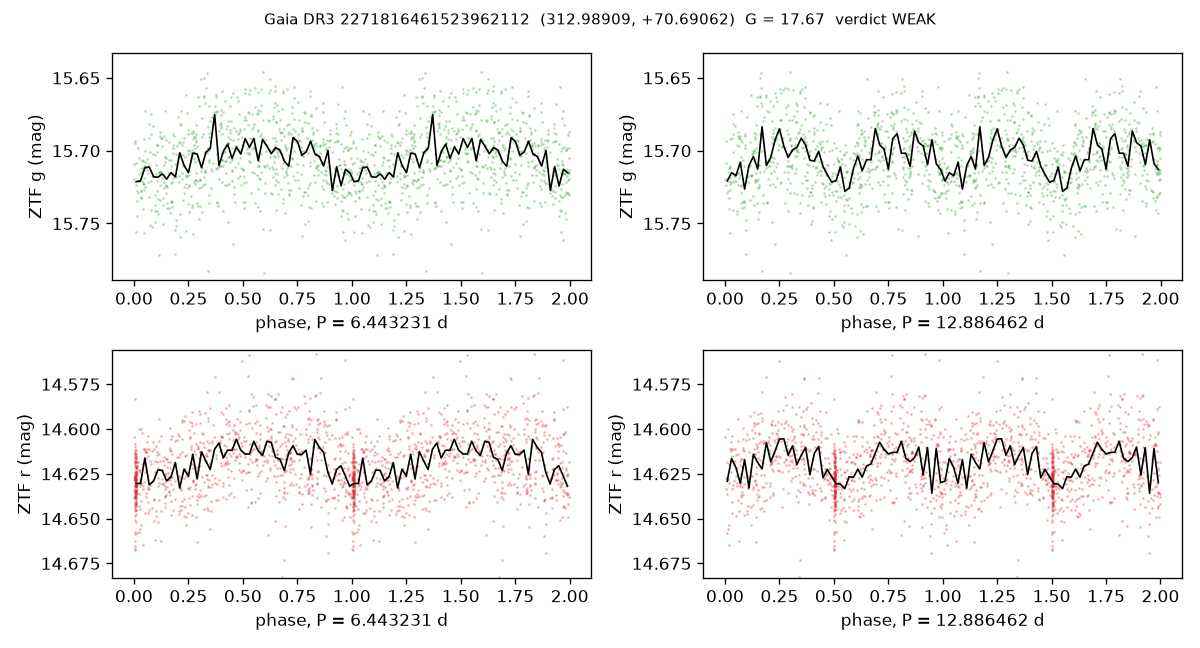 Gaia DR3 2271816461523962112 (312.98909, +70.69062) G = 17.67 verdict WEAK
ZTF g (mag)
15.65
15.70
15.75
0.00 0.25 0.50 0.75 1.00 1.25 1.50 1.75 2.00
phase, P = 6.443231 d
ZTF g (mag)
15.65
15.70
15.75
0.00 0.25 0.50 0.75 1.00 1.25 1.50 1.75 2.00
phase, P = 12.886462 d
ZTF r (mag)
14.575
14.600
14.625
14.650
14.675
0.00 0.25 0.50 0.75 1.00 1.25 1.50 1.75 2.00
phase, P = 6.443231 d
ZTF r (mag)
14.575
14.600
14.625
14.650
14.675
0.00 0.25 0.50 0.75 1.00 1.25 1.50 1.75 2.00
phase, P = 12.886462 d